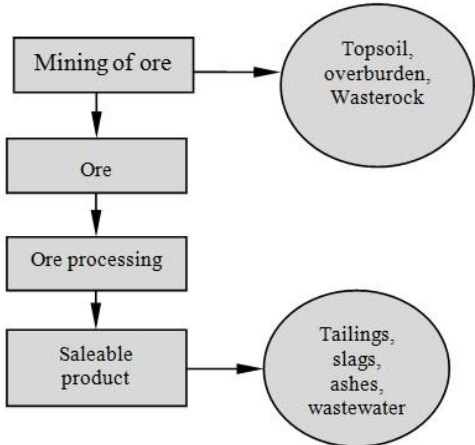 Mining of ore
Topsoil,
overburden,
Wasterock
Ore
Ore processing
Saleable
product
Tailings,
slags,
ashes,
wastewater